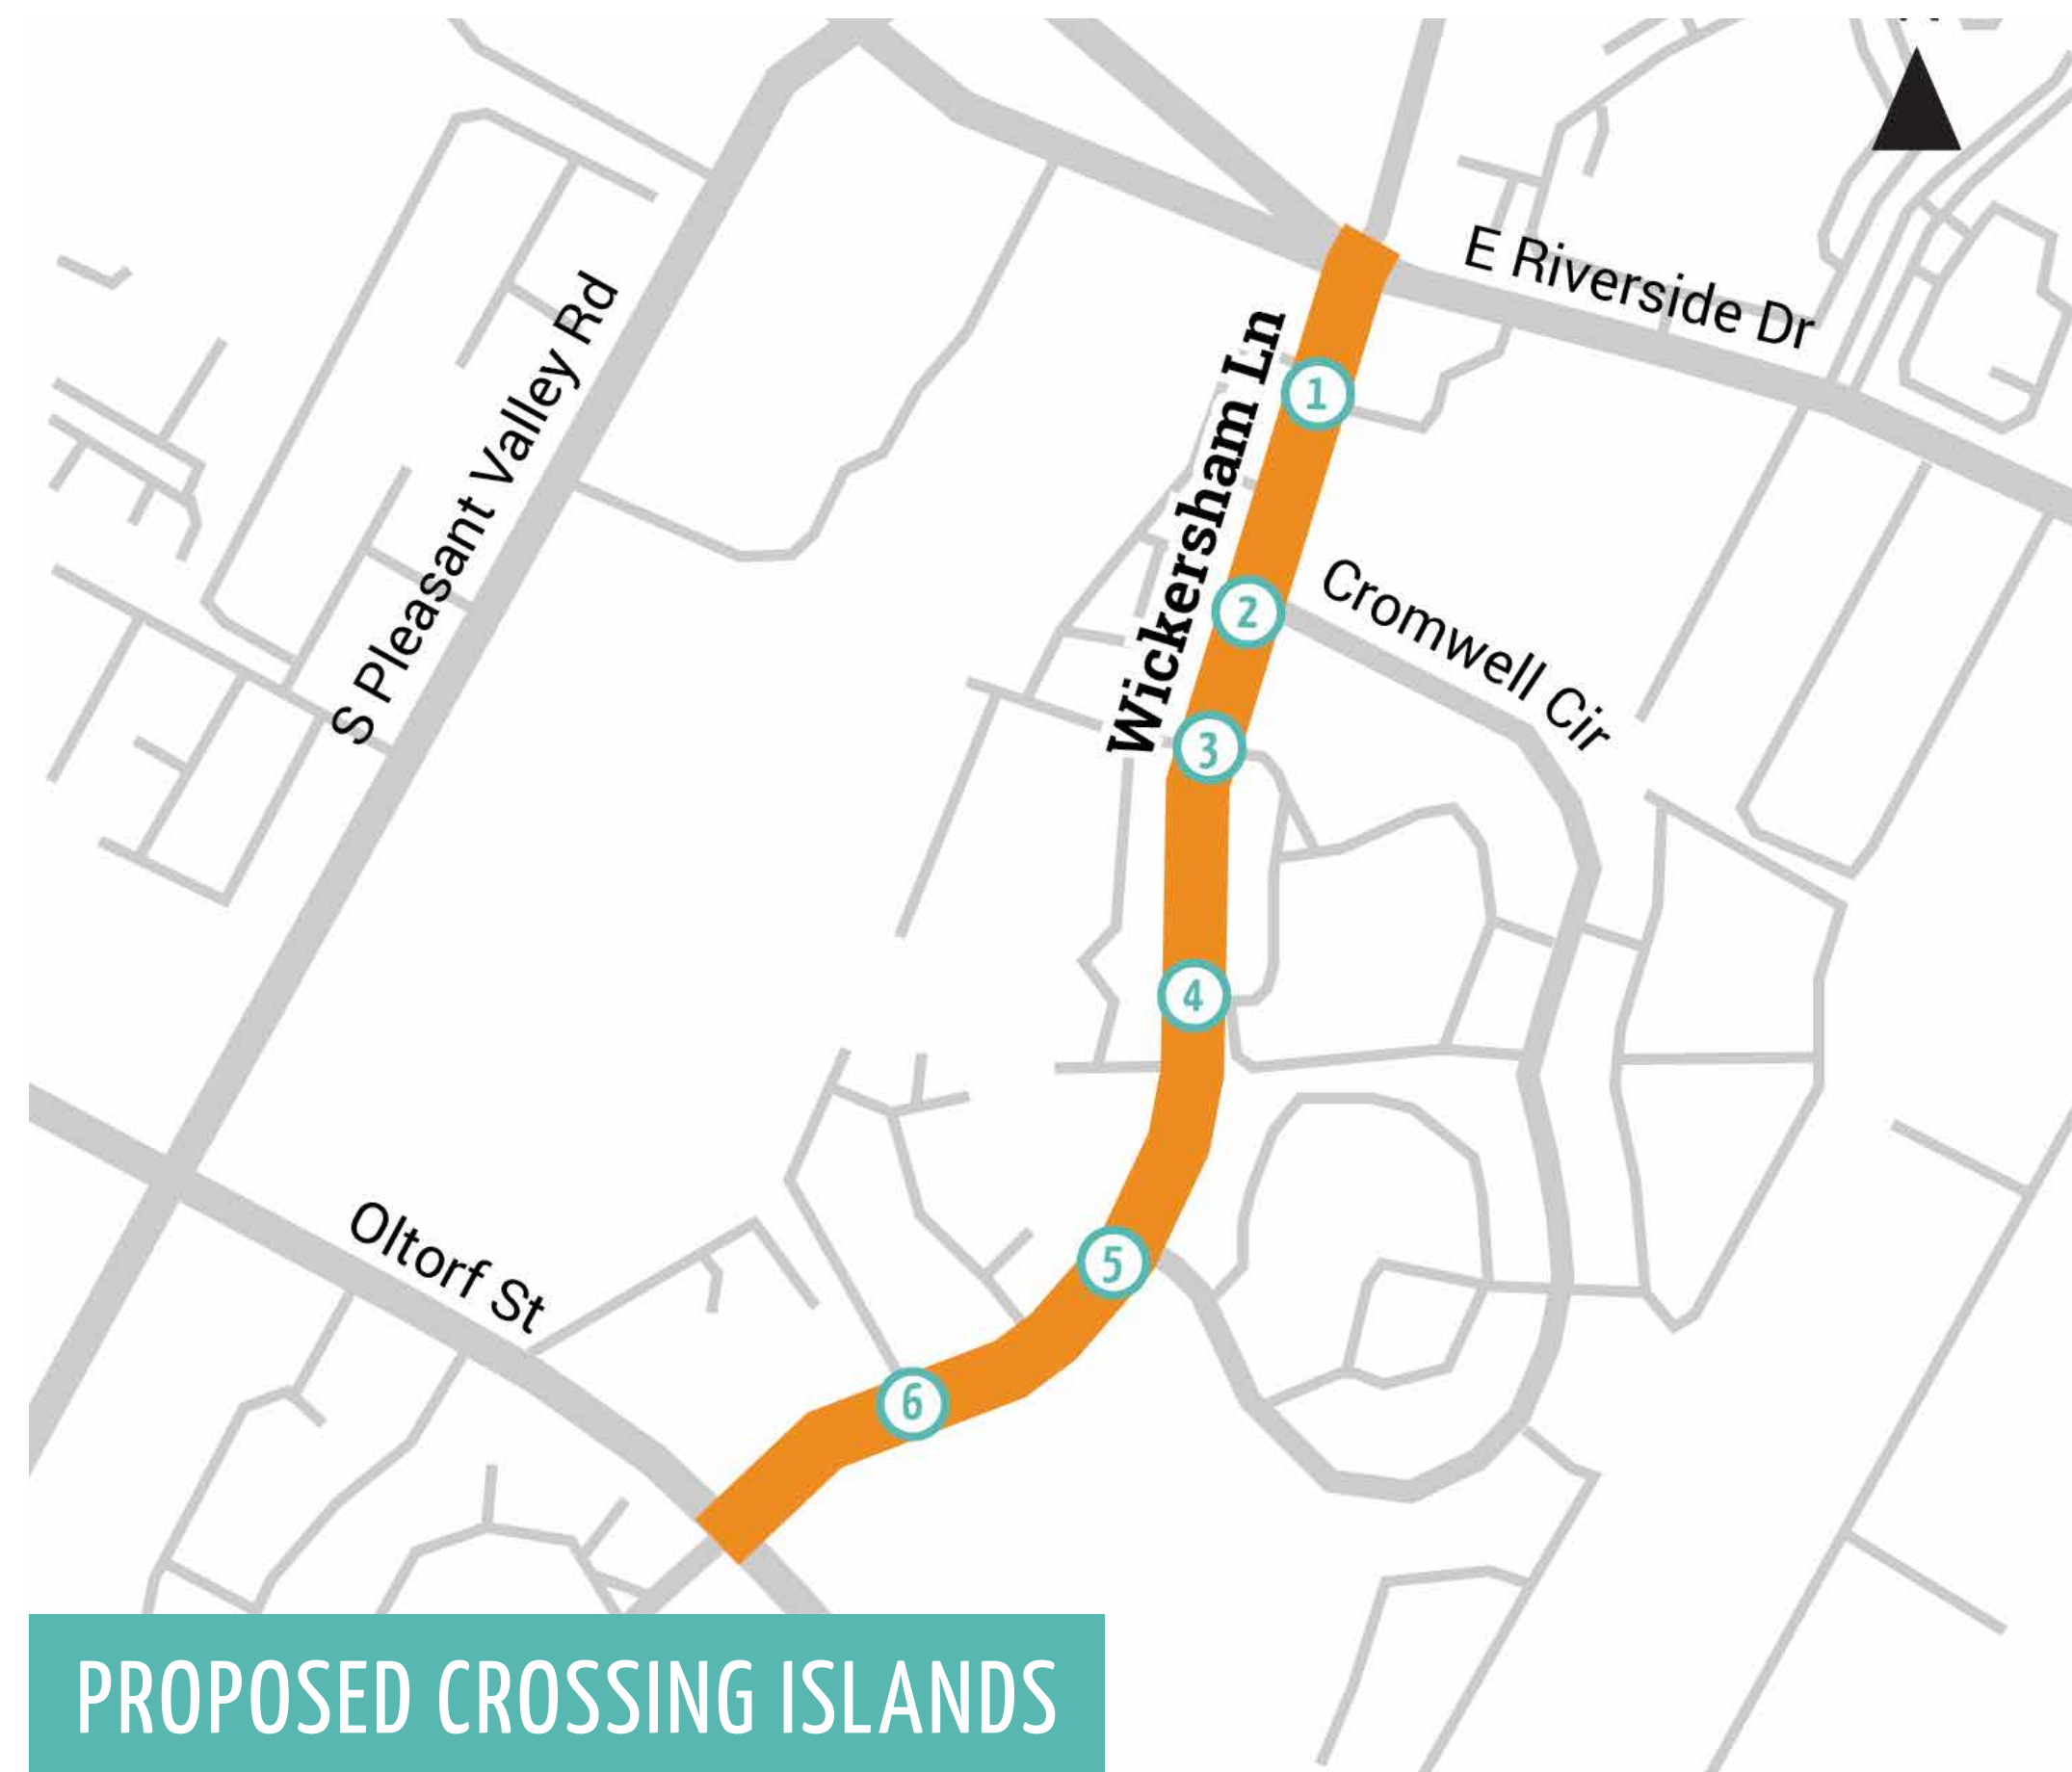 E Riverside Dr
Wickersham Ln
S Pleasant Valley Rd
1
2
Cromwell Cir
3
4
5
Oltorf St
6
PROPOSED CROSSING ISLANDS